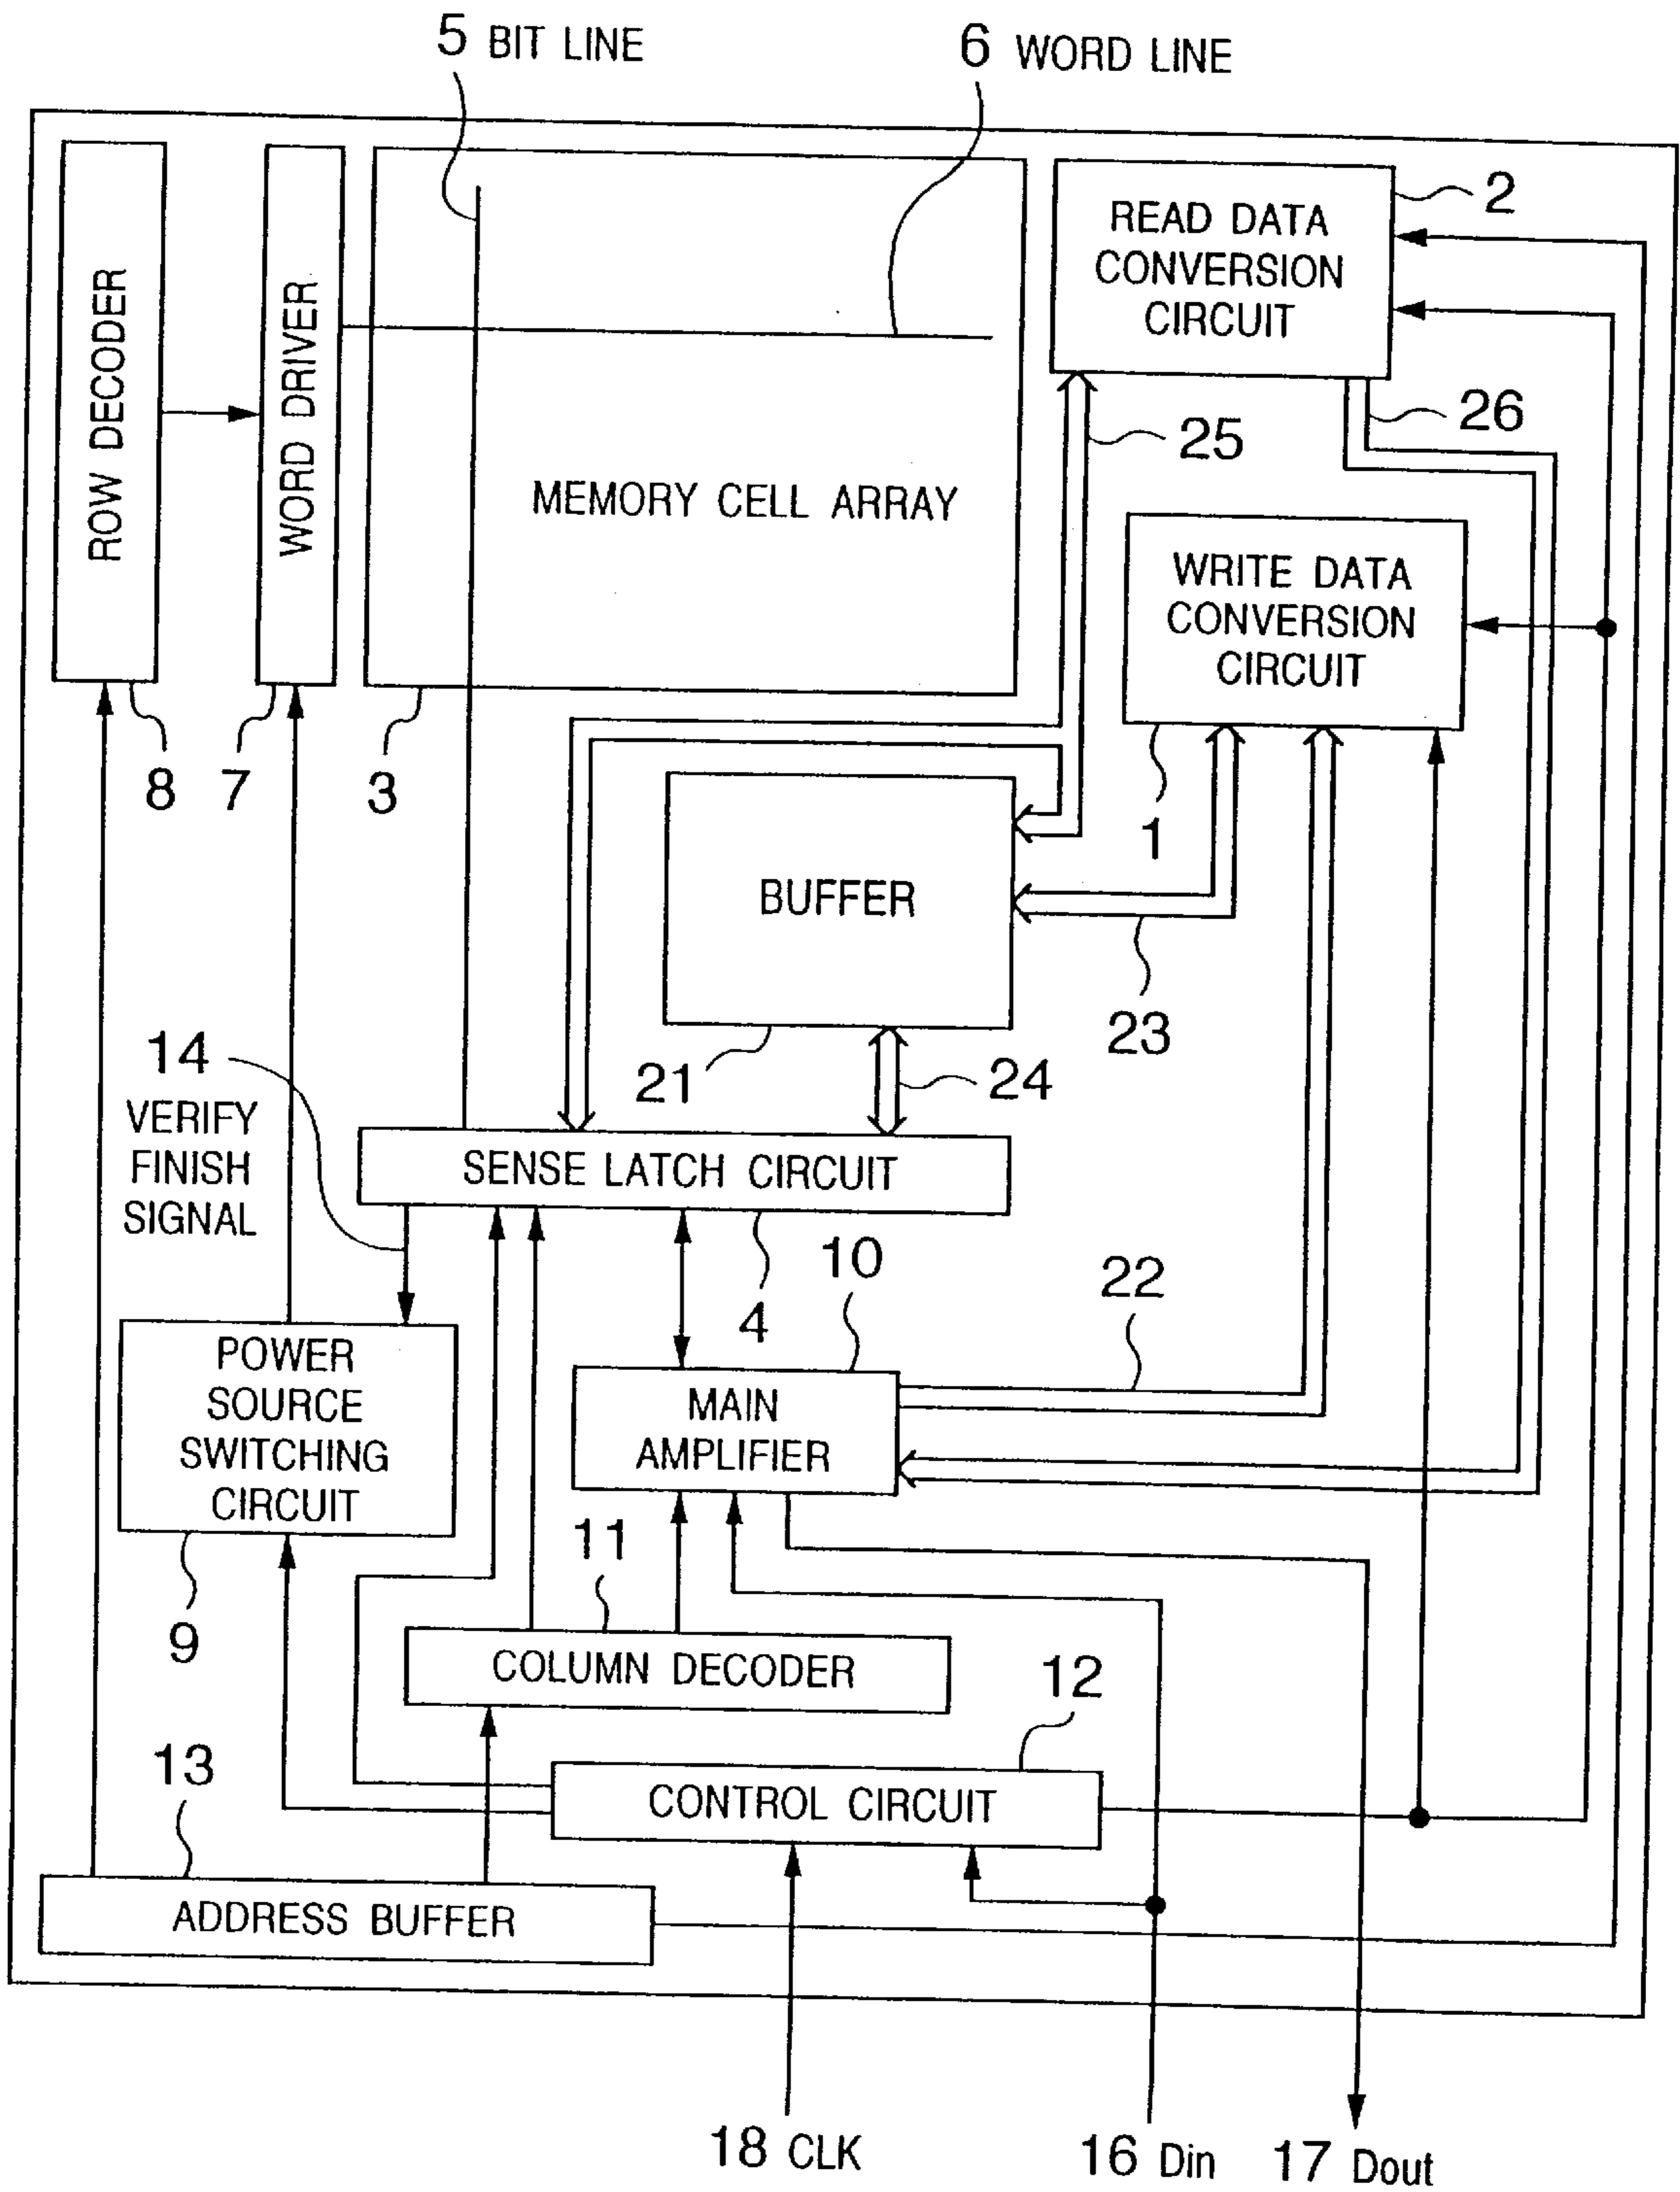 5 BIT LINE
6 WORD LINE
ROW DECODER
WORD DRIVER
MEMORY CELL ARRAY
READ DATA
CONVERSION
CIRCUIT
2
25
26
WRITE DATA
CONVERSION
CIRCUIT
8
7
3
1
BUFFER
23
21
24
14
VERIFY
FINISH
SIGNAL
SENSE LATCH CIRCUIT
4
10
22
POWER
SOURCE
SWITCHING
CIRCUIT
MAIN
AMPLIFIER
9
11
COLUMN DECODER
12
13
CONTROL CIRCUIT
ADDRESS BUFFER
18 CLK
16 Din
17 Dout